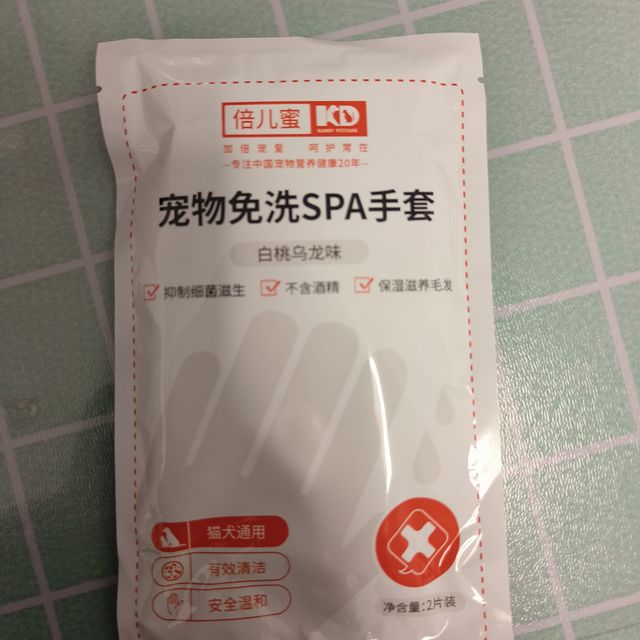 倍儿蜜 KD
KANDY PETCARE
加倍宠爱 呵护常在
--专注中国宠物营养健康20年--
宠物免洗SPA手套
白桃乌龙味
抑制细菌滋生 不含酒精 保湿滋养毛发
猫犬通用
有效清洁
安全温和
净含量:2片装